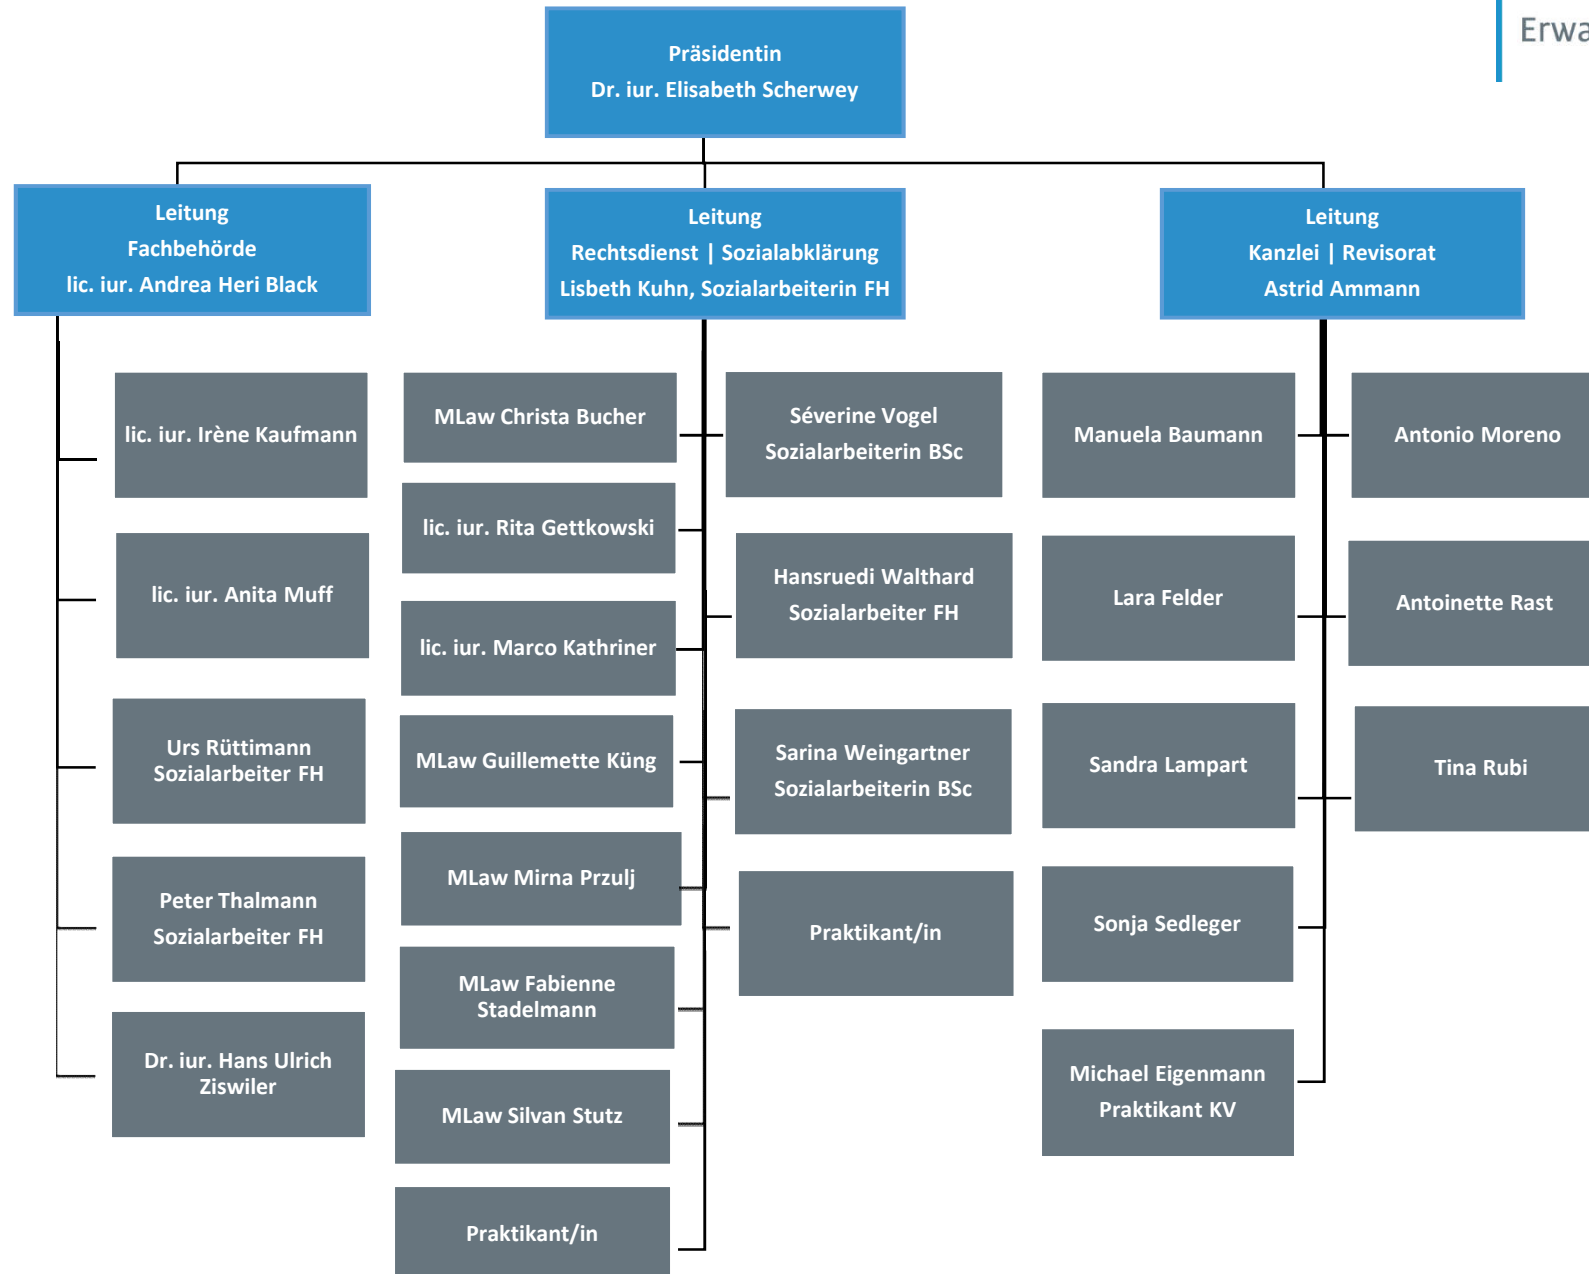 Präsidentin
Dr. iur. Elisabeth Scherwey
Leitung
Fachbehörde
lic. iur. Andrea Heri Black
Leitung
Rechtsdienst | Sozialabklärung
Lisbeth Kuhn, Sozialarbeiterin FH
Leitung
Kanzlei | Revisorat
Astrid Ammann
lic. iur. Irène Kaufmann
lic. iur. Anita Muff
Urs Rüttimann
Sozialarbeiter FH
Peter Thalmann
Sozialarbeiter FH
Dr. iur. Hans Ulrich
Ziswiler
MLaw Christa Bucher
lic. iur. Rita Gettkowski
lic. iur. Marco Kathriner
MLaw Guillemette Küng
MLaw Mirna Przulj
MLaw Fabienne
Stadelmann
MLaw Silvan Stutz
Praktikant/in
Séverine Vogel
Sozialarbeiterin BSc
Hansruedi Walthard
Sozialarbeiter FH
Sarina Weingartner
Sozialarbeiterin BSc
Praktikant/in
Manuela Baumann
Lara Felder
Sandra Lampart
Sonja Sedleger
Michael Eigenmann
Praktikant KV
Antonio Moreno
Antoinette Rast
Tina Rubi